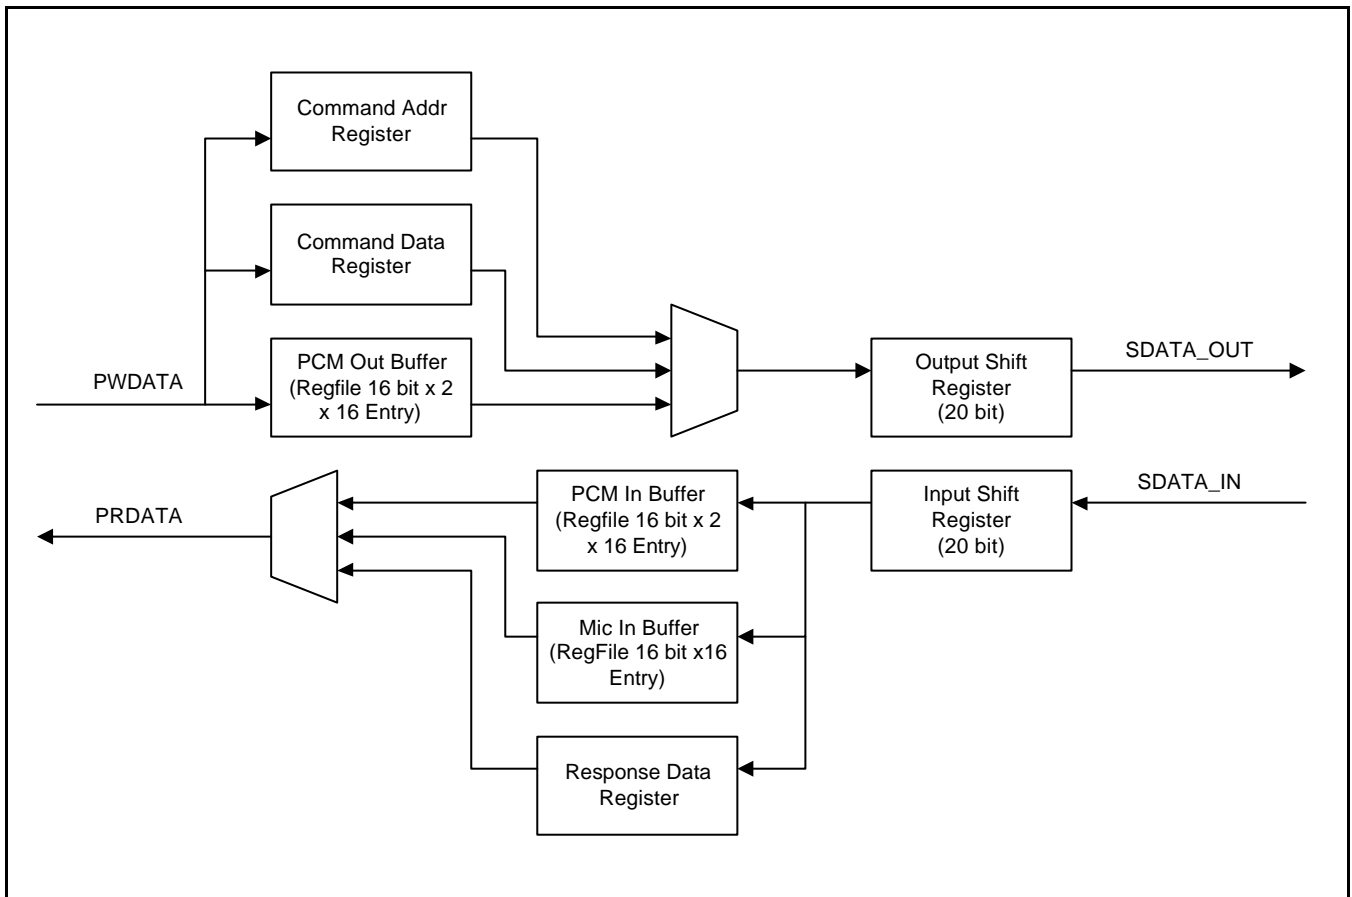 Command Addr
Register
Command Data
Register
PWDATA
PCM Out Buffer
(Regfile 16 bit x 2
x 16 Entry)
Output Shift
Register
(20 bit)
SDATA_OUT
PRDATA
PCM In Buffer
(Regfile 16 bit x 2
x 16 Entry)
Input Shift
Register
(20 bit)
SDATA_IN
Mic In Buffer
(RegFile 16 bit x16
Entry)
Response Data
Register